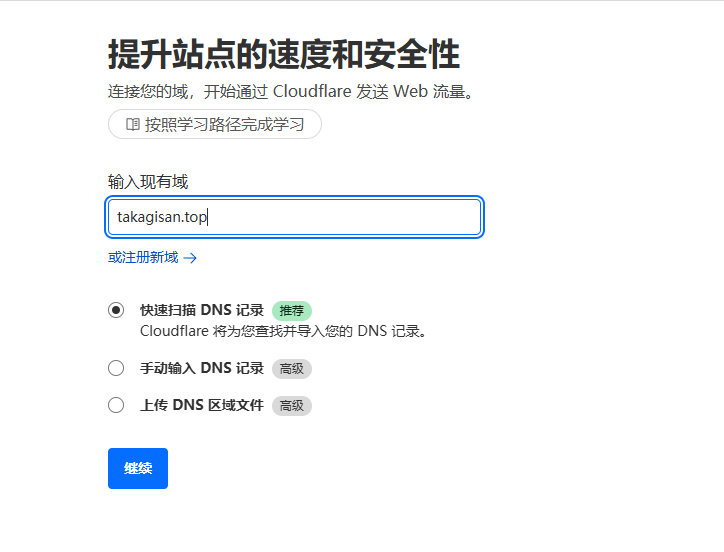 提升站点的速度和安全性
连接您的域，开始通过 Cloudflare 发送 Web 流量。
按照学习路径完成学习
输入现有域
takagisan.top
或注册新域 →
快速扫描 DNS 记录 推荐
Cloudflare 将为您查找并导入您的 DNS 记录。
手动输入 DNS 记录 高级
上传 DNS 区域文件 高级
继续